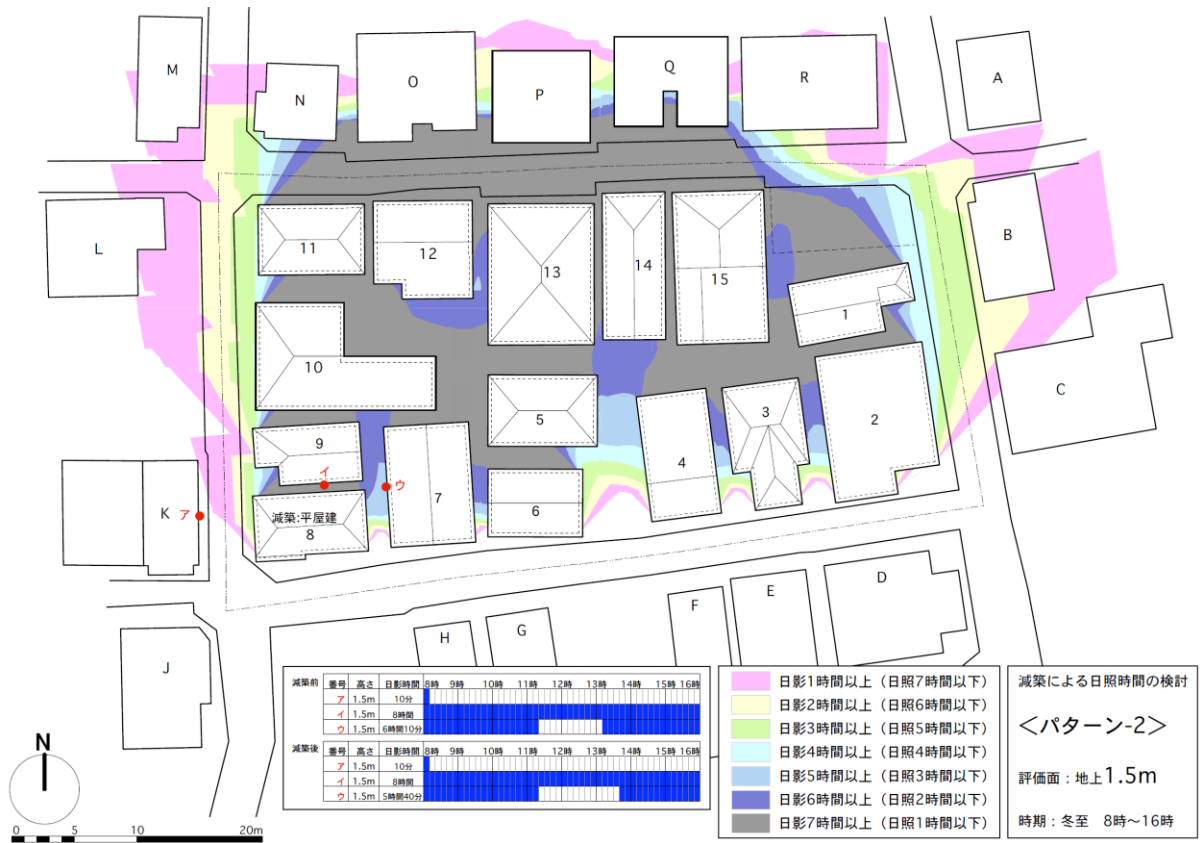 M
N
O
P
Q
R
A
L
B
C
K
J
H
G
F
E
D
11
12
13
14
15
1
10
5
3
2
9
4
7
6
イ
ウ
ア
減築:平屋建
8
N
0 5 10 20m
減築前 番号 高さ 日影時間 8時 9時 10時 11時 12時 13時 14時 15時 16時
ア 1.5m 10分
イ 1.5m 8時間
ウ 1.5m 6時間10分
減築後 番号 高さ 日影時間 8時 9時 10時 11時 12時 13時 14時 15時 16時
ア 1.5m 10分
イ 1.5m 8時間
ウ 1.5m 5時間40分
日影1時間以上（日照7時間以下）
日影2時間以上（日照6時間以下）
日影3時間以上（日照5時間以下）
日影4時間以上（日照4時間以下）
日影5時間以上（日照3時間以下）
日影6時間以上（日照2時間以下）
日影7時間以上（日照1時間以下）
減築による日照時間の検討
＜パターン-2＞
評価面：地上1.5m
時期：冬至 8時～16時